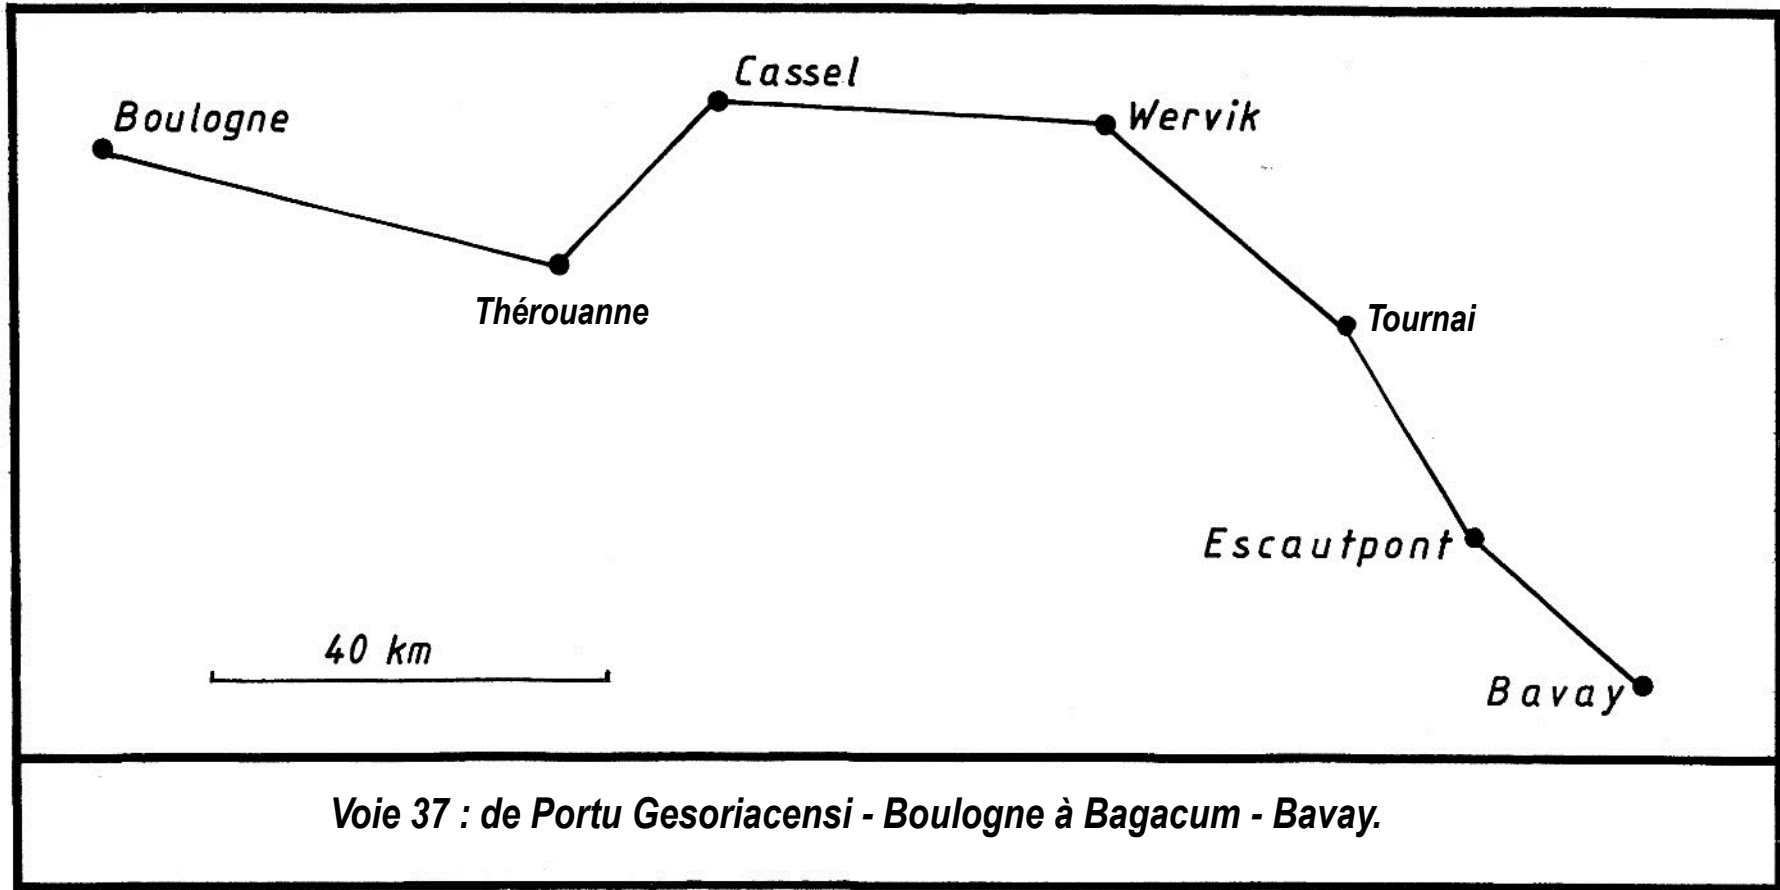 Cassel
Boulogne
Wervik
Thérouanne
Tournai
Escautpont
40 km
Bavay
Voie 37 : de Portu Gesoriacensi - Boulogne à Bagacum - Bavay.